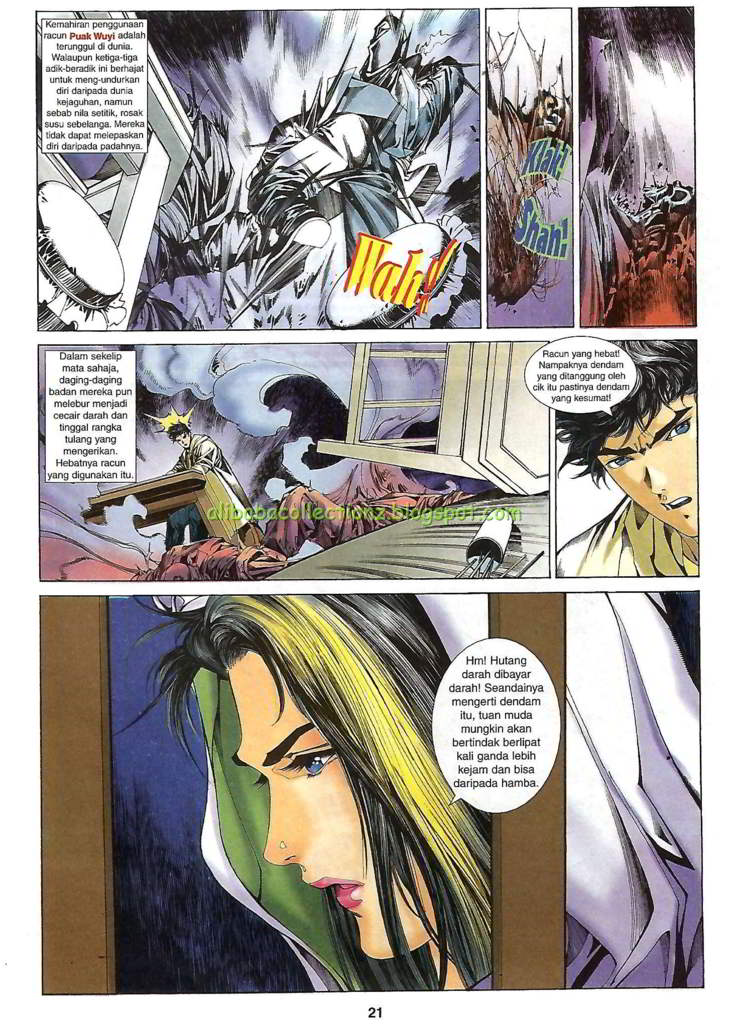 Kemahiran penggunaan
racun Puak Wuyi adalah
terunggul di dunia.
Walaupun ketiga-tiga
adik-beradik ini berhajat
untuk meng-undurkan
diri daripada dunia
kejaguhan, namun
sebab nila setitik, rosak
susu sebelanga. Mereka
tidak dapat melepaskan
diri daripada padahnya.
Wah!!
Klak!
Shah!
Dalam sekelip
mata sahaja,
daging-daging
badan mereka pun
melebur menjadi
cecair darah dan
tinggal rangka
tulang yang
mengerikan.
Hebatnya racun
yang digunakan itu.
Racun yang hebat!
Nampaknya dendam
yang ditanggung oleh
cik itu pastinya dendam
yang kesumat!
alibabacollectionz.blogspot.com
Hm! Hutang
darah dibayar
darah! Seandainya
mengerti dendam
itu, tuan muda
mungkin akan
bertindak berlipat
kali ganda lebih
kejam dan bisa
daripada hamba.
21